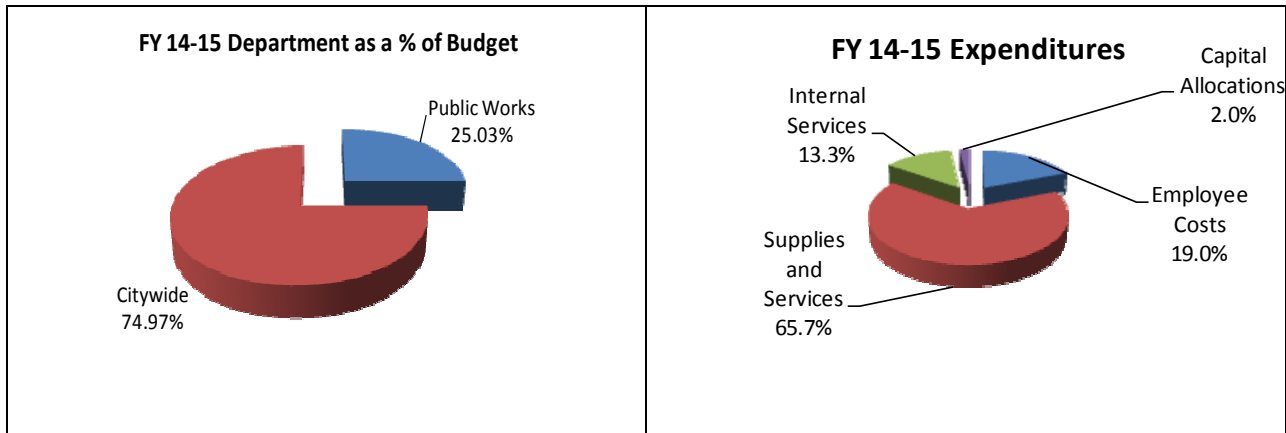 FY 14-15 Department as a % of Budget
Public Works
25.03%
Citywide
74.97%
FY 14-15 Expenditures
Capital
Allocations
2.0%
Internal
Services
13.3%
Employee
Costs
19.0%
Supplies
and
Services
65.7%